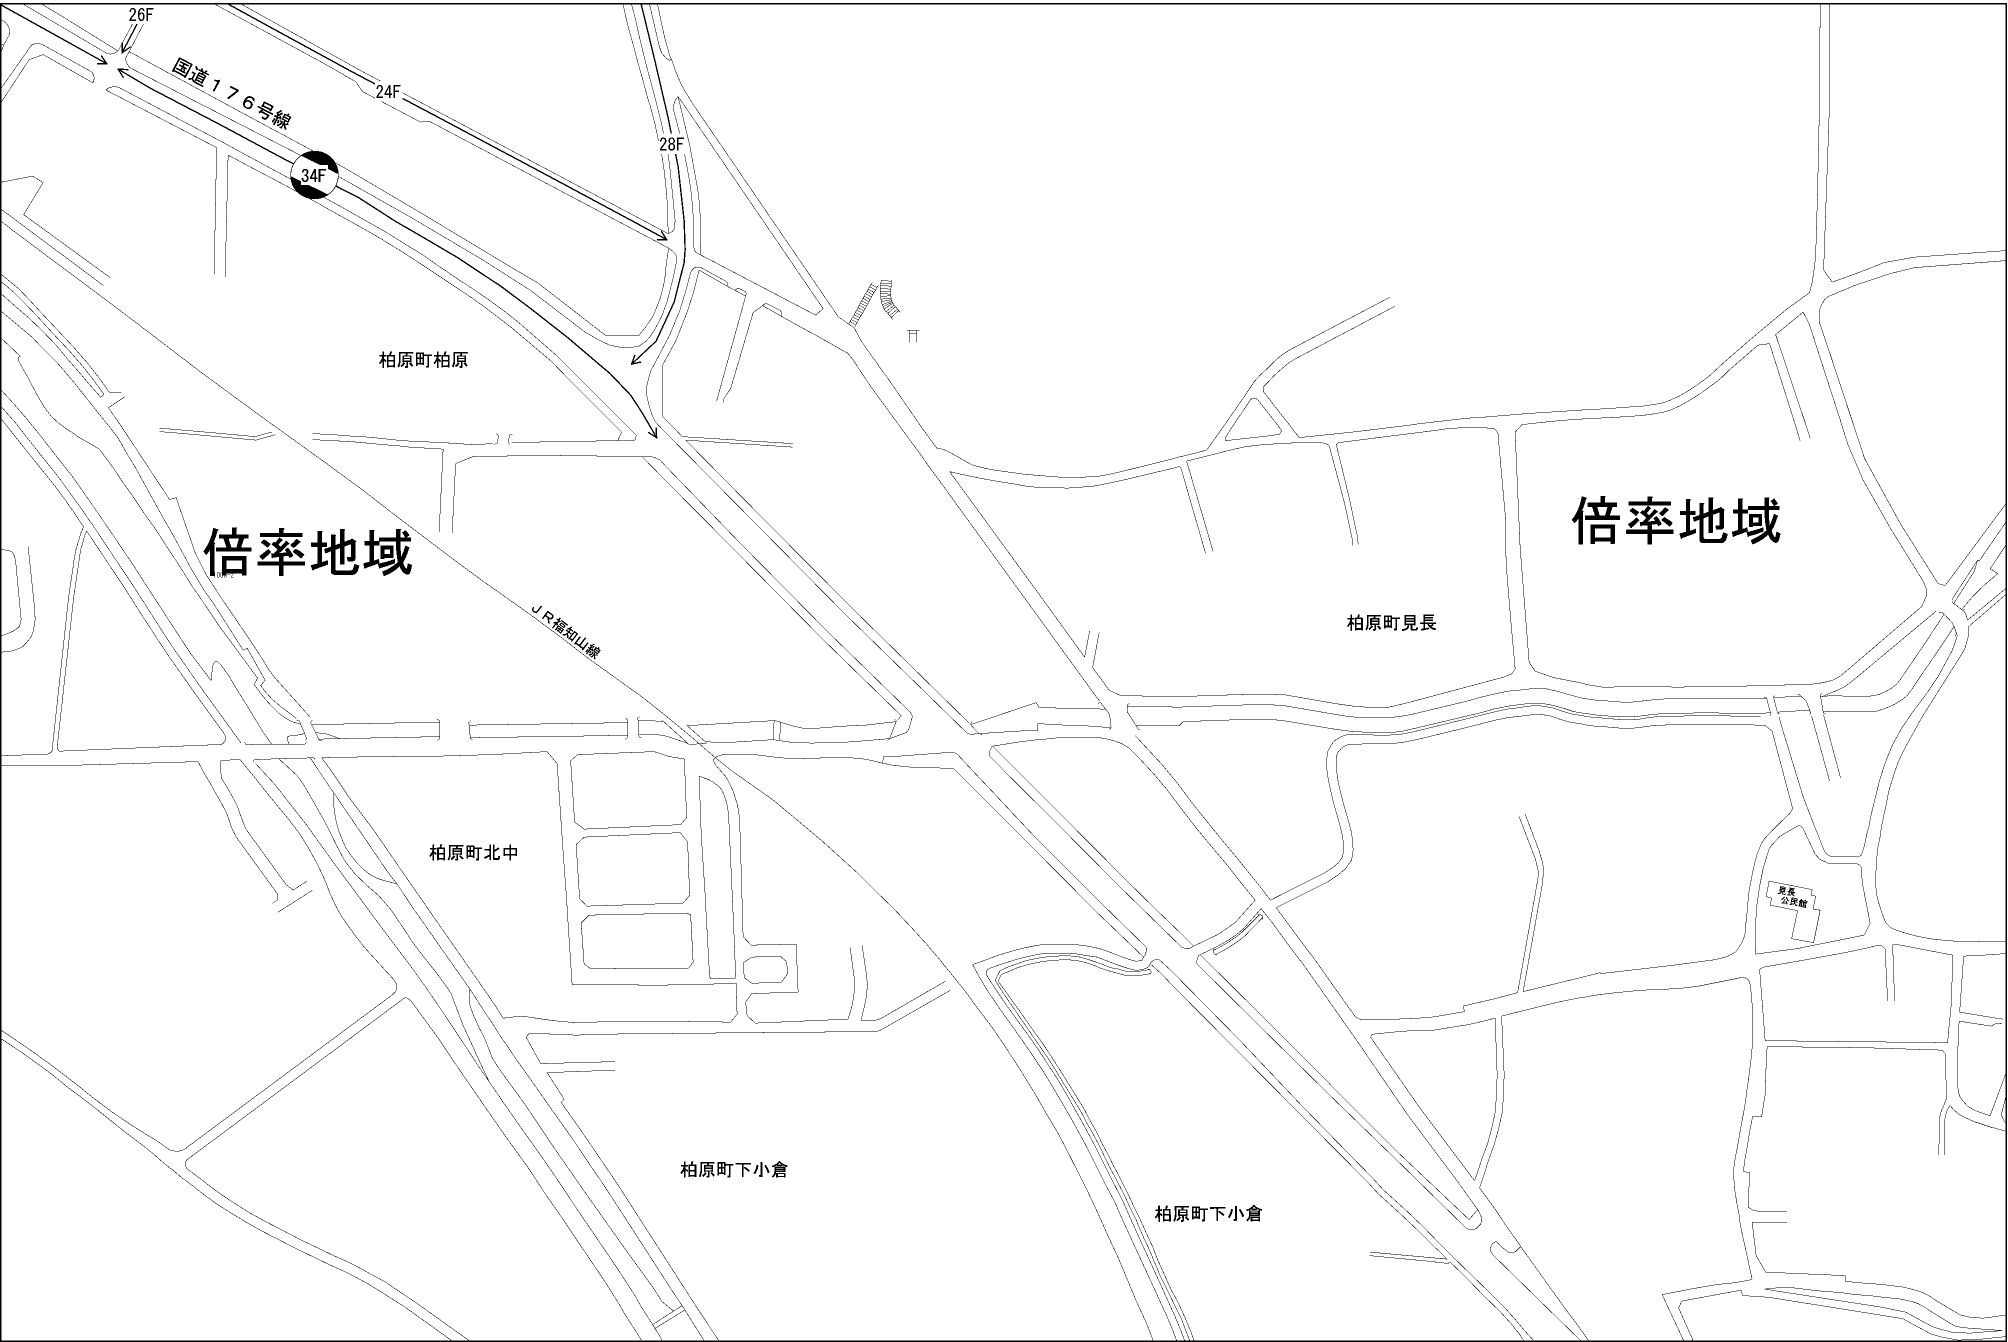 26F
国道１７６号線
24F
28F
34F
柏原町柏原
倍率地域
倍率地域
ＪＲ福知山線
柏原町見長
柏原町北中
見長
公民館
柏原町下小倉
柏原町下小倉